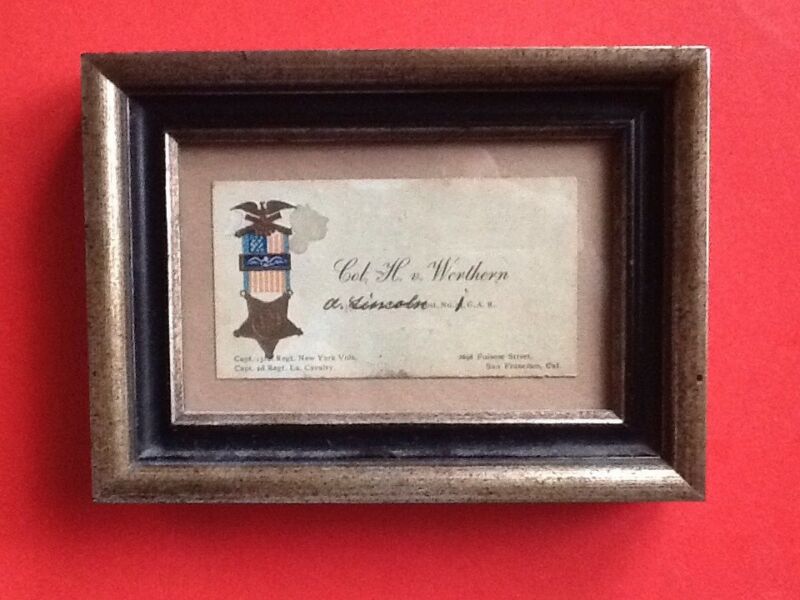 Col. H. v. Werthern
A. Lincoln Post, No. 1 G. A. R.
Capt. Regt. New York Vols.
Capt. 2d Regt. La. Cavalry
Folsom Street,
San Francisco, Cal.